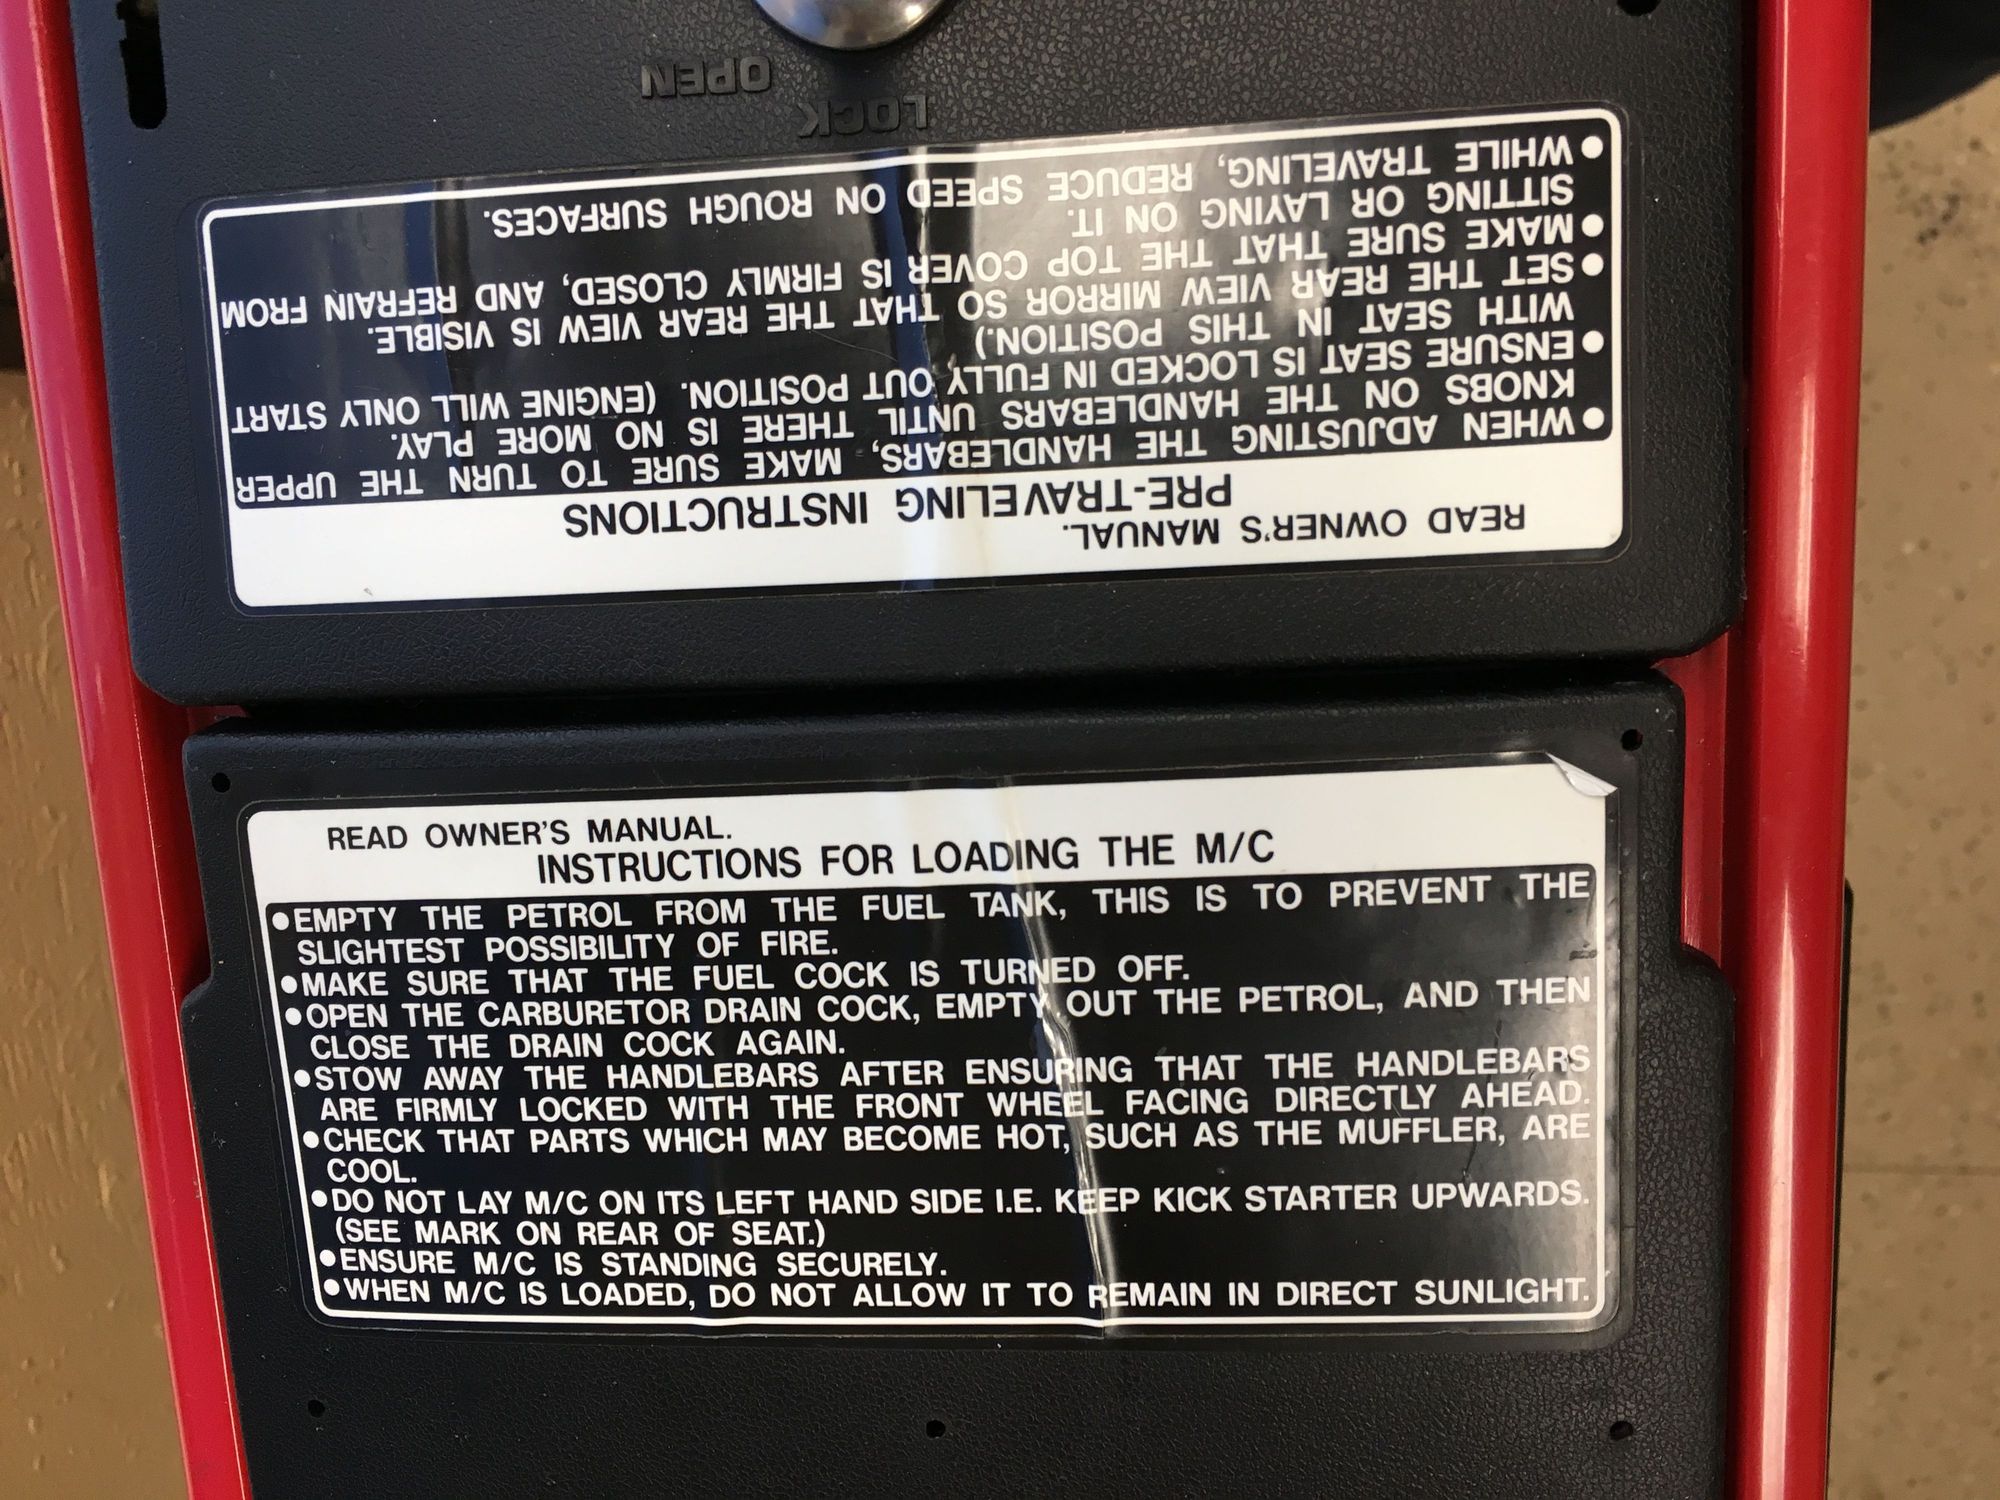 OPEN
LOCK
READ OWNER'S MANUAL.
PRE-TRAVELING INSTRUCTIONS
●WHEN ADJUSTING THE HANDLEBARS, MAKE SURE TO TURN THE UPPER
KNOBS ON THE HANDLEBARS UNTIL THERE IS NO MORE PLAY.
●ENSURE SEAT IS LOCKED IN FULLY OUT POSITION. (ENGINE WILL ONLY START
WITH SEAT IN THIS POSITION.)
●SET THE REAR VIEW MIRROR SO THAT THE REAR VIEW IS VISIBLE.
●MAKE SURE THAT THE TOP COVER IS FIRMLY CLOSED, AND REFRAIN FROM
SITTING OR LAYING ON IT.
●WHILE TRAVELING, REDUCE SPEED ON ROUGH SURFACES.
READ OWNER'S MANUAL.
INSTRUCTIONS FOR LOADING THE M/C
●EMPTY THE PETROL FROM THE FUEL TANK, THIS IS TO PREVENT THE
SLIGHTEST POSSIBILITY OF FIRE.
●MAKE SURE THAT THE FUEL COCK IS TURNED OFF.
●OPEN THE CARBURETOR DRAIN COCK, EMPTY OUT THE PETROL, AND THEN
CLOSE THE DRAIN COCK AGAIN.
●STOW AWAY THE HANDLEBARS AFTER ENSURING THAT THE HANDLEBARS
ARE FIRMLY LOCKED WITH THE FRONT WHEEL FACING DIRECTLY AHEAD.
●CHECK THAT PARTS WHICH MAY BECOME HOT, SUCH AS THE MUFFLER, ARE
COOL.
●DO NOT LAY M/C ON ITS LEFT HAND SIDE I.E. KEEP KICK STARTER UPWARDS.
(SEE MARK ON REAR OF SEAT.)
●ENSURE M/C IS STANDING SECURELY.
●WHEN M/C IS LOADED, DO NOT ALLOW IT TO REMAIN IN DIRECT SUNLIGHT.